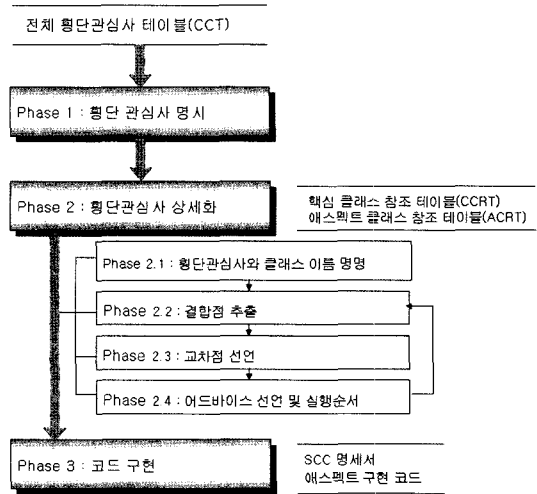 전체 횡단관심사 테이블(CCT)
Phase 1 : 횡단 관심사 명시
Phase 2 : 횡단관심사 상세화
핵심 클래스 참조 테이블(CCRT)
애스펙트 클래스 참조 테이블(ACRT)
Phase 2.1 : 횡단관심사와 클래스 이름 명명
Phase 2.2 : 결합점 추출
Phase 2.3 : 교차점 선언
Phase 2.4 : 어드바이스 선언 및 실행순서
Phase 3 : 코드 구현
SCC 명세서
애스펙트 구현 코드